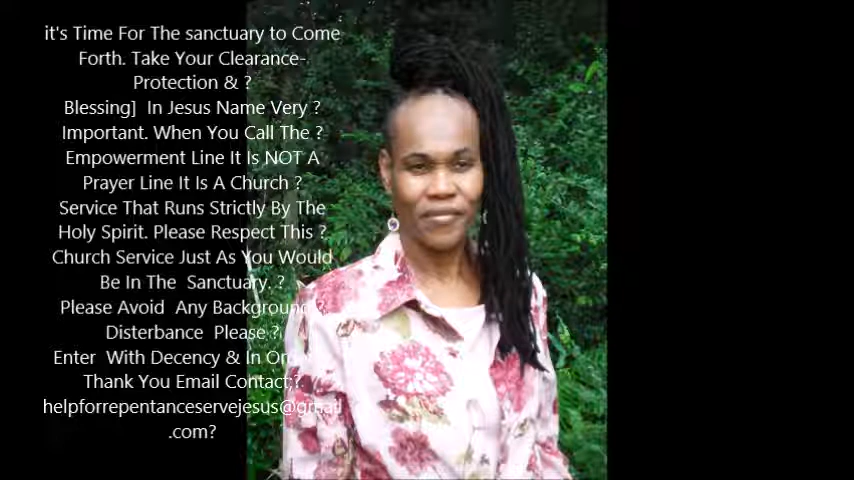 it's Time For The sanctuary to Come
Forth. Take Your Clearance-
Protection & ?
Blessing]  In Jesus Name Very ?
Important. When You Call The ?
Empowerment Line It Is NOT A
Prayer Line It Is A Church ?
Service That Runs Strictly By The
Holy Spirit. Please Respect This ?
Church Service Just As You Would
Be In The  Sanctuary. ?
Please Avoid  Any Background ?
Disterbance  Please ?
Enter  With Decency & In
Thank You Email Contact;?
helpforrepentanceservejesus@gmail
.com?